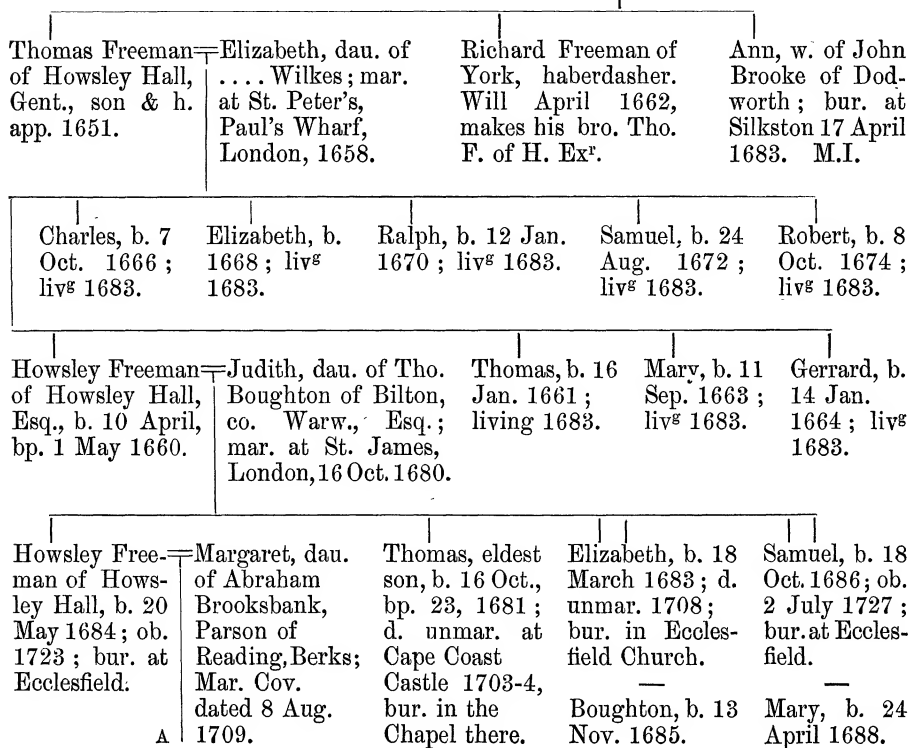 Thomas Freeman
of Howsley Hall,
Gent., son & h.
app. 1651.
Elizabeth, dau. of
.... Wilkes ; mar.
at St. Peter's,
Paul's Wharf,
London, 1658.
Richard Freeman of
York, haberdasher.
Will April 1662,
makes his bro. Tho.
F. of H. Exʳ.
Ann, w. of John
Brooke of Dod-
worth ; bur. at
Silkston 17 April
1683. M.I.
Charles, b. 7
Oct. 1666 ;
livᵍ 1683.
Elizabeth, b.
1668 ; livᵍ
1683.
Ralph, b. 12 Jan.
1670 ; livᵍ 1683.
Samuel, b. 24
Aug. 1672 ;
livᵍ 1683.
Robert, b. 8
Oct. 1674 ;
livᵍ 1683.
Howsley Freeman
of Howsley Hall,
Esq., b. 10 April,
bp. 1 May 1660.
Judith, dau. of Tho.
Boughton of Bilton,
co. Warw., Esq. ;
mar. at St. James,
London, 16 Oct. 1680.
Thomas, b. 16
Jan. 1661 ;
living 1683.
Mary, b. 11
Sep. 1663 ;
livᵍ 1683.
Gerrard, b.
14 Jan.
1664 ; livᵍ
1683.
Howsley Free-
man of Hows-
ley Hall, b. 20
May 1684 ; ob.
1723 ; bur. at
Ecclesfield.
A
Margaret, dau.
of Abraham
Brooksbank,
Parson of
Reading, Berks ;
Mar. Cov.
dated 8 Aug.
1709.
Thomas, eldest
son, b. 16 Oct.,
bp. 23, 1681 ;
d. unmar. at
Cape Coast
Castle 1703-4,
bur. in the
Chapel there.
Elizabeth, b. 18
March 1683 ; d.
unmar. 1708 ;
bur. in Eccles-
field Church.
—
Boughton, b. 13
Nov. 1685.
Samuel, b. 18
Oct. 1686 ; ob.
2 July 1727 ;
bur. at Eccles-
field.
—
Mary, b. 24
April 1688.